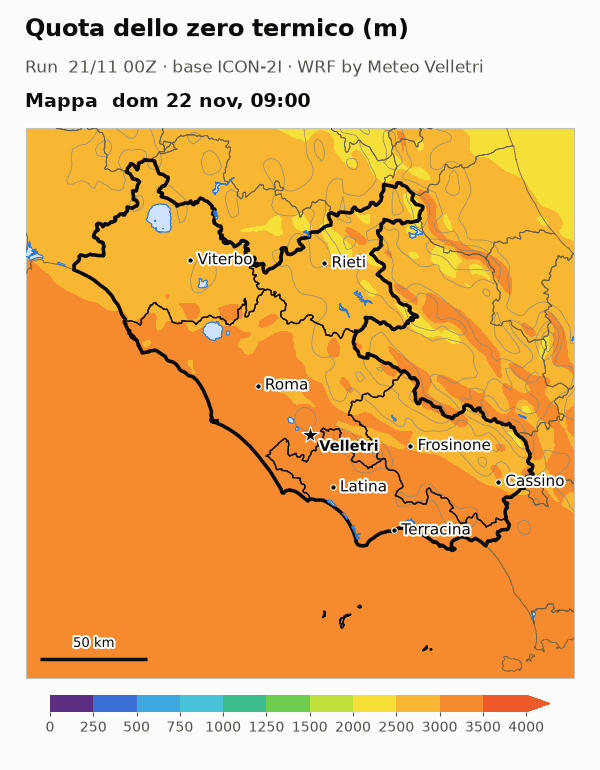 Quota dello zero termico (m)
Run  21/11 00Z · base ICON-2I · WRF by Meteo Velletri
Mappa  dom 22 nov, 09:00
Viterbo
Rieti
Roma
Velletri
Frosinone
Cassino
Latina
Terracina
50 km
0 250 500 750 1000 1250 1500 2000 2500 3000 3500 4000